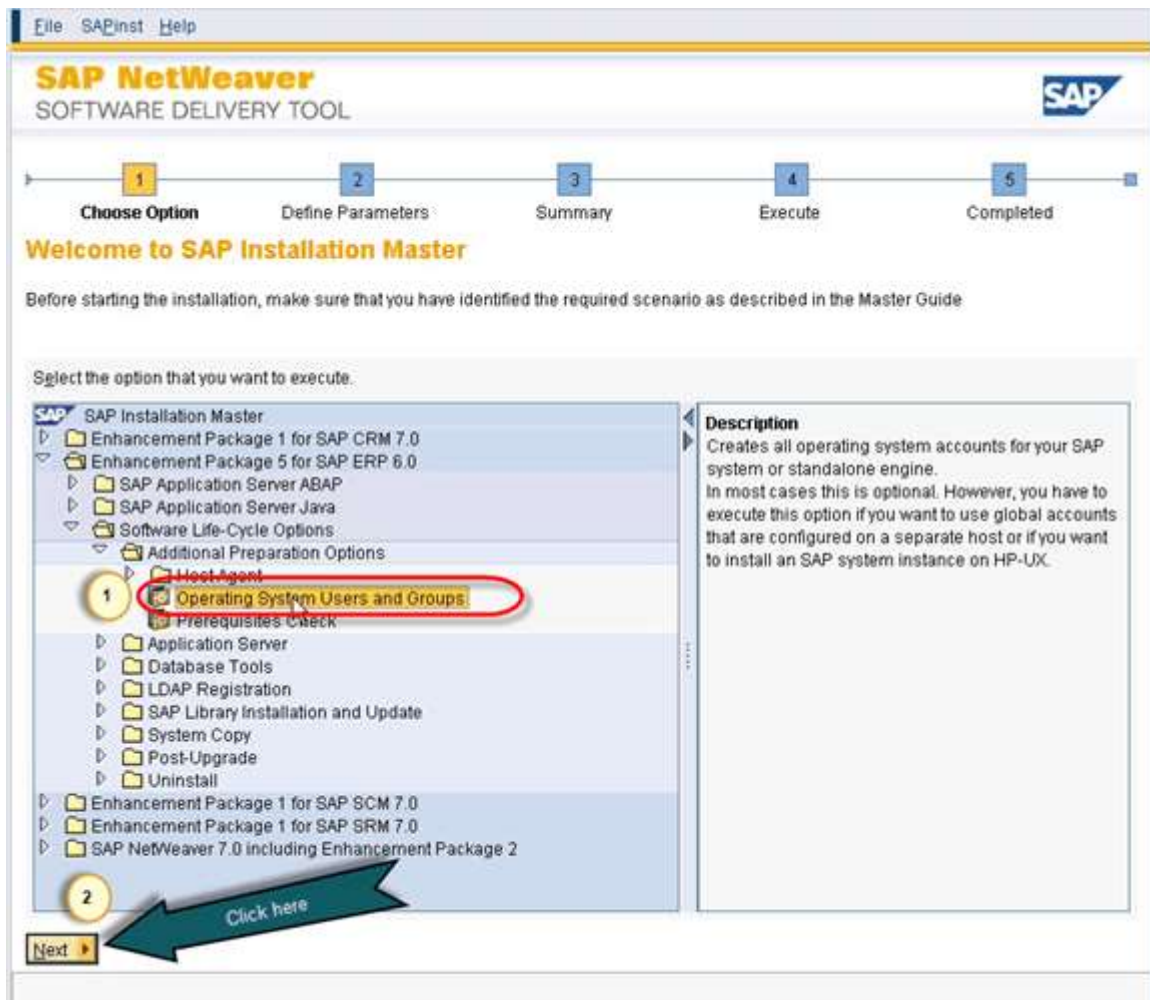 File SAPinst Help
SAP NetWeaver
SOFTWARE DELIVERY TOOL
SAP
1 2 3 4 5
Choose Option Define Parameters Summary Execute Completed
Welcome to SAP Installation Master
Before starting the installation, make sure that you have identified the required scenario as described in the Master Guide
Select the option that you want to execute.
SAP SAP Installation Master
Enhancement Package 1 for SAP CRM 7.0
Enhancement Package 5 for SAP ERP 6.0
SAP Application Server ABAP
SAP Application Server Java
Software Life-Cycle Options
Additional Preparation Options
Host Agent
1
Operating System Users and Groups
Prerequisites Check
Application Server
Database Tools
LDAP Registration
SAP Library Installation and Update
System Copy
Post-Upgrade
Uninstall
Enhancement Package 1 for SAP SCM 7.0
Enhancement Package 1 for SAP SRM 7.0
SAP NetWeaver 7.0 including Enhancement Package 2
Description
Creates all operating system accounts for your SAP
system or standalone engine.
In most cases this is optional. However, you have to
execute this option if you want to use global accounts
that are configured on a separate host or if you want
to install an SAP system instance on HP-UX.
2
Click here
Next